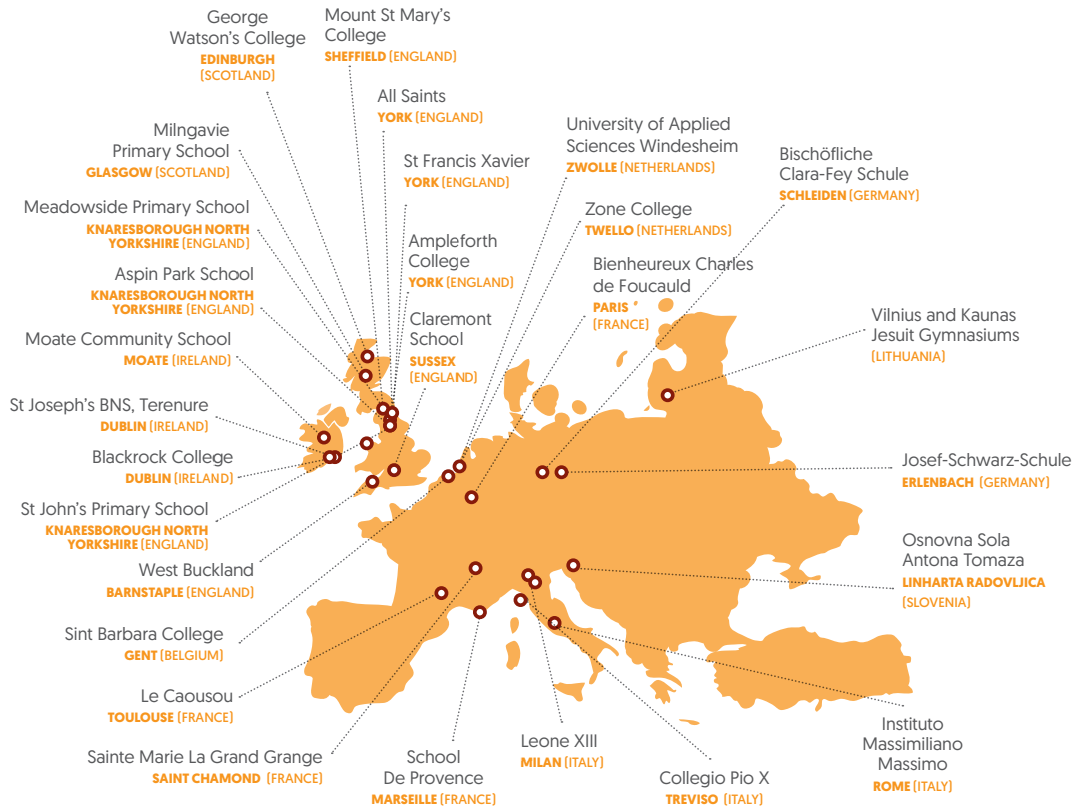 George
Watson's College
EDINBURGH
(SCOTLAND)
Mount St Mary's
College
SHEFFIELD (ENGLAND)
All Saints
YORK (ENGLAND)
Milngavie
Primary School
GLASGOW (SCOTLAND)
St Francis Xavier
YORK (ENGLAND)
University of Applied
Sciences Windesheim
ZWOLLE (NETHERLANDS)
Bischöfliche
Clara-Fey Schule
SCHLEIDEN (GERMANY)
Meadowside Primary School
KNARESBOROUGH NORTH
YORKSHIRE (ENGLAND)
Zone College
TWELLO (NETHERLANDS)
Ampleforth
College
YORK (ENGLAND)
Aspin Park School
KNARESBOROUGH NORTH
YORKSHIRE (ENGLAND)
Bienheureux Charles
de Foucauld
PARIS *
(FRANCE)
Claremont
School
SUSSEX
(ENGLAND)
Vilnius and Kaunas
Jesuit Gymnasiums
(LITHUANIA)
Moate Community School
MOATE (IRELAND)
St Joseph's BNS, Terenure
DUBLIN (IRELAND)
Blackrock College
DUBLIN (IRELAND)
Josef-Schwarz-Schule
ERLENBACH (GERMANY)
St John's Primary School
KNARESBOROUGH NORTH
YORKSHIRE (ENGLAND)
Osnovna Sola
Antona Tomaza
LINHARTA RADOVLJICA
(SLOVENIA)
West Buckland
BARNSTAPLE (ENGLAND)
Sint Barbara College
GENT (BELGIUM)
Le Caousou
TOULOUSE (FRANCE)
Sainte Marie La Grand Grange
SAINT CHAMOND (FRANCE)
School
De Provence
MARSEILLE (FRANCE)
Leone XIII
MILAN (ITALY)
Collegio Pio X
TREVISO (ITALY)
Instituto
Massimiliano
Massimo
ROME (ITALY)